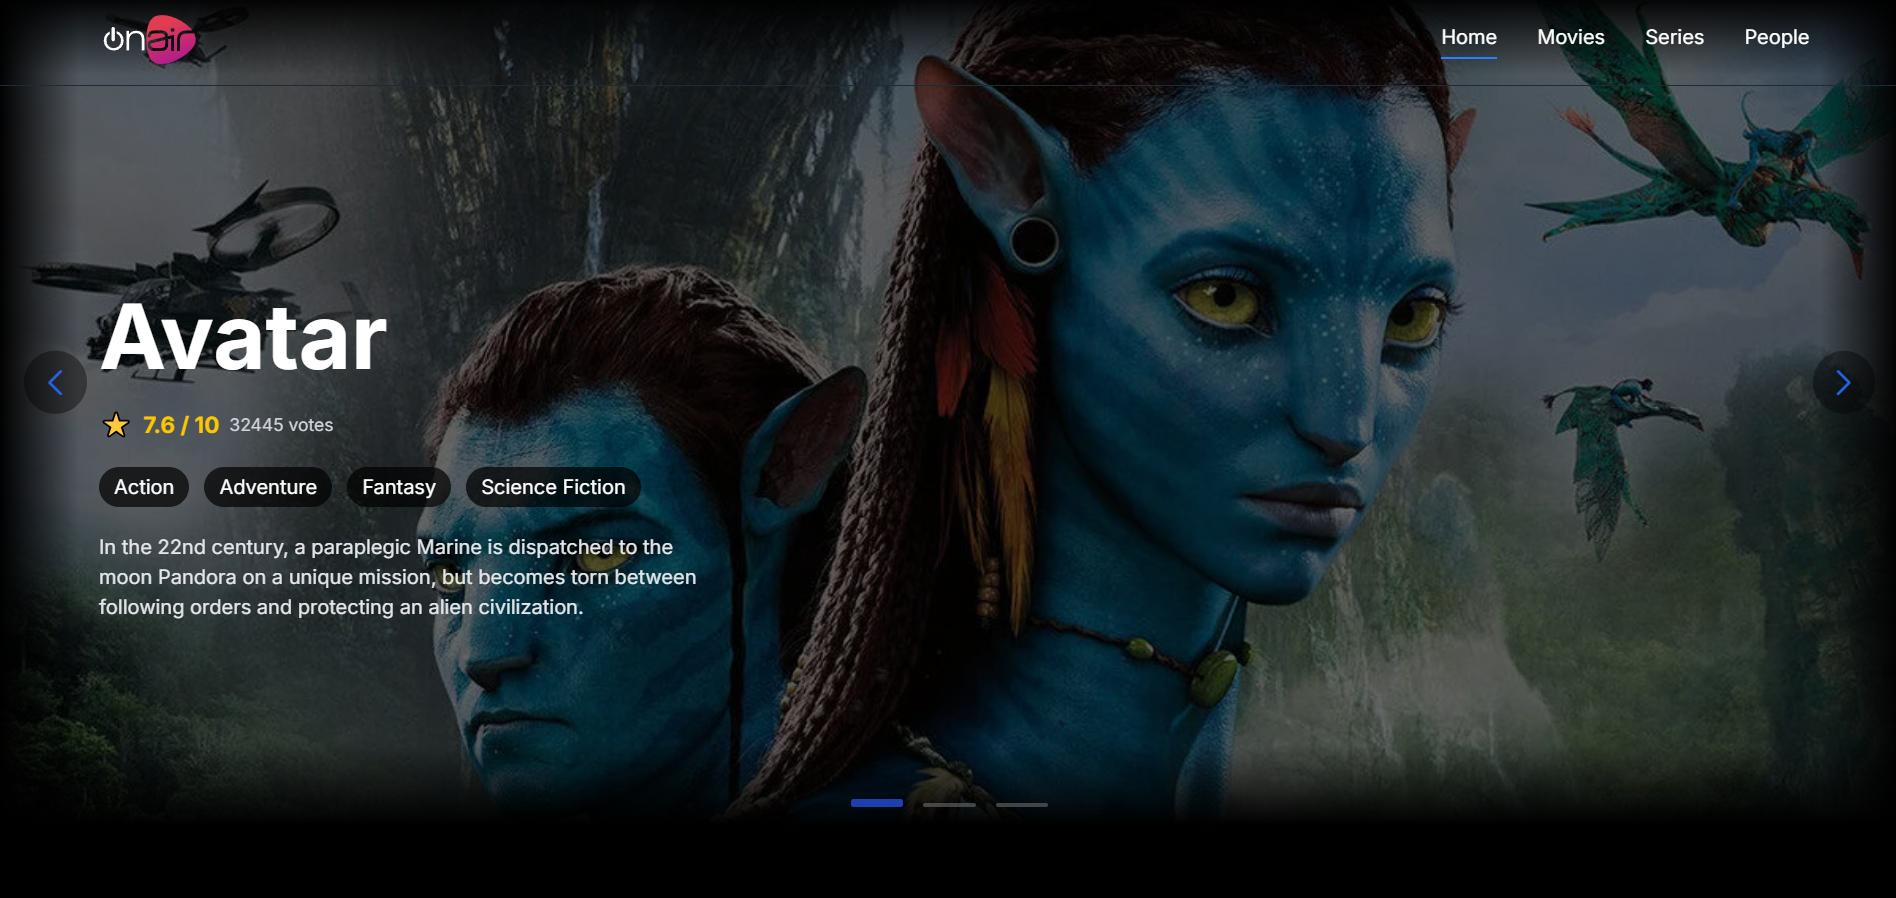 onair
Home Movies Series People
Avatar
7.6 / 10 32445 votes
Action Adventure Fantasy Science Fiction
In the 22nd century, a paraplegic Marine is dispatched to the
moon Pandora on a unique mission, but becomes torn between
following orders and protecting an alien civilization.